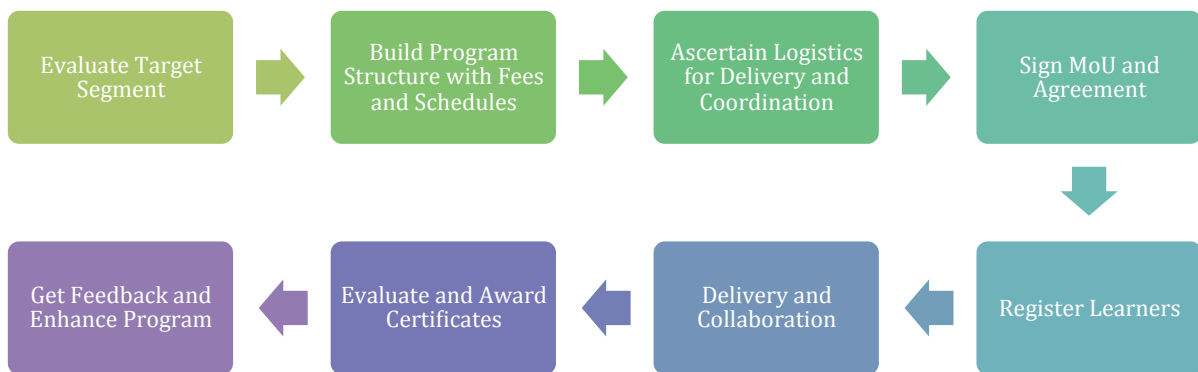 Evaluate Target
Segment
Build Program
Structure with Fees
and Schedules
Ascertain Logistics
for Delivery and
Coordination
Sign MoU and
Agreement
Register Learners
Delivery and
Collaboration
Evaluate and Award
Certificates
Get Feedback and
Enhance Program